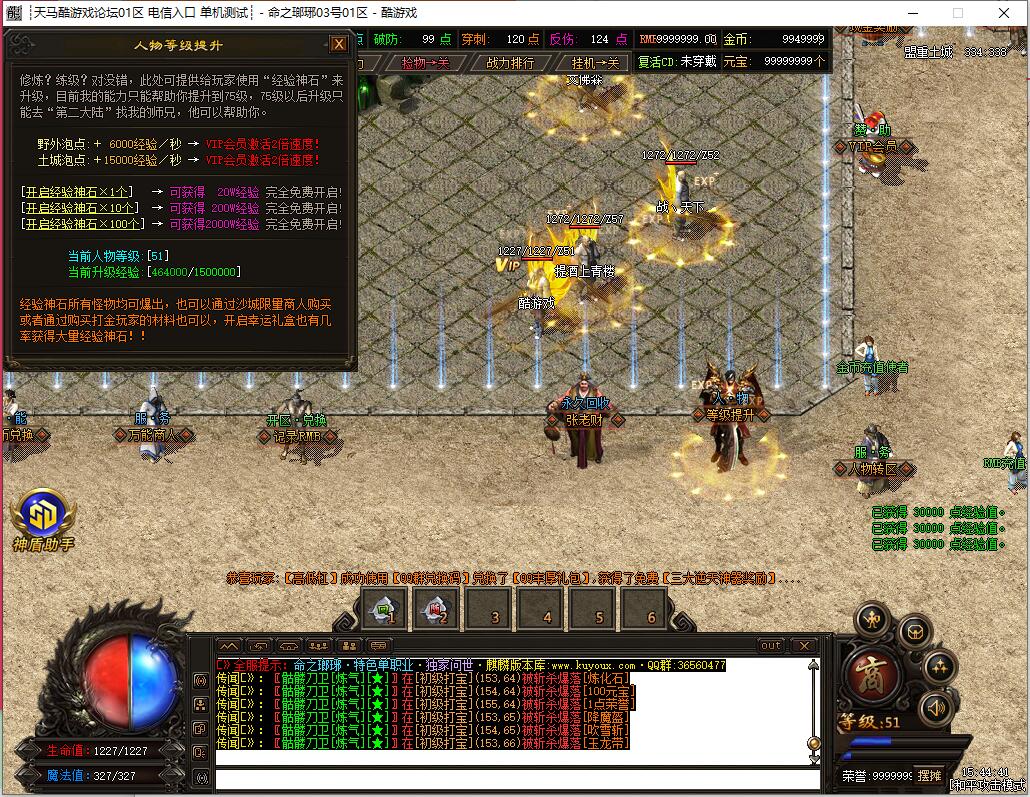 天马酷游戏论坛01区 电信入口 单机测试 - 命之瑯琊03号01区 - 酷游戏
人物等级提升 X
点 破防: 99 点 穿刺: 120 点 反伤: 124 点 RMB9999999.00 金币: 9949999
捡物→关 战力排行 挂机→关 复活CD:未穿戴 元宝: 99999999个
盟重土城 334:338
修炼？练级？对没错，此处可提供给玩家使用“经验神石”来
升级，目前我的能力只能帮助你提升到75级，75级以后升级只
能去“第二大陆”找我的师兄，他可以帮助你。
野外泡点:＋ 6000经验／秒 → VIP会员激活2倍速度！
土城泡点:＋15000经验／秒 → VIP会员激活2倍速度！
[开启经验神石×1个] → 可获得 20W经验 完全免费开启!
[开启经验神石×10个] → 可获得 200W经验 完全免费开启!
[开启经验神石×100个] → 可获得2000W经验 完全免费开启!
当前人物等级:[51]
当前升级经验:[464000/1500000]
经验神石所有怪物均可爆出，也可以通过沙城限量商人购买
或者通过购买打金玩家的材料也可以，开启幸运礼盒也有几
率获得大量经验神石！！
赞·助
VIP会员
1272/1272/Z52
EXP
战丶天下
1272/1272/Z57
1227/1227/Z51
VIP
提酒上青楼
酷游戏
金币充值使者
EXP
人·物
等级提升
永久回收
张老财
服·务
万能商人
开区·兑换
记录RMB
服·务
人物转区
RMB充值
神盾助手
已获得 30000 点经验值。
已获得 30000 点经验值。
已获得 30000 点经验值。
恭喜玩家:【高低杠】成功使用【QQ群兑换码】兑换了【QQ丰厚礼包】,获得了免费【三大逆天神器奖励】....
1 2 3 4 5 6
out
〖》全服提示：命之瑯琊·特色单职业·独家问世·麒麟版本库:www.kuyoux.com·QQ群:36560477
传闻〖》：〖骷髅刀卫[炼气][★]〗在[初级打宝](153,64)被斩杀爆落[炼化石]
传闻〖》：〖骷髅刀卫[炼气][★]〗在[初级打宝](154,64)被斩杀爆落[100元宝]
传闻〖》：〖骷髅刀卫[炼气][★]〗在[初级打宝](155,64)被斩杀爆落[1点荣誉]
传闻〖》：〖骷髅刀卫[炼气][★]〗在[初级打宝](153,65)被斩杀爆落[降魔盔]
传闻〖》：〖骷髅刀卫[炼气][★]〗在[初级打宝](154,65)被斩杀爆落[吹雪斩]
传闻〖》：〖骷髅刀卫[炼气][★]〗在[初级打宝](153,66)被斩杀爆落[玉龙带]
生命值: 1227/1227
魔法值: 327/327
商
等级:51
荣誉:9999999 摆摊
15:44:41
[和平攻击模式